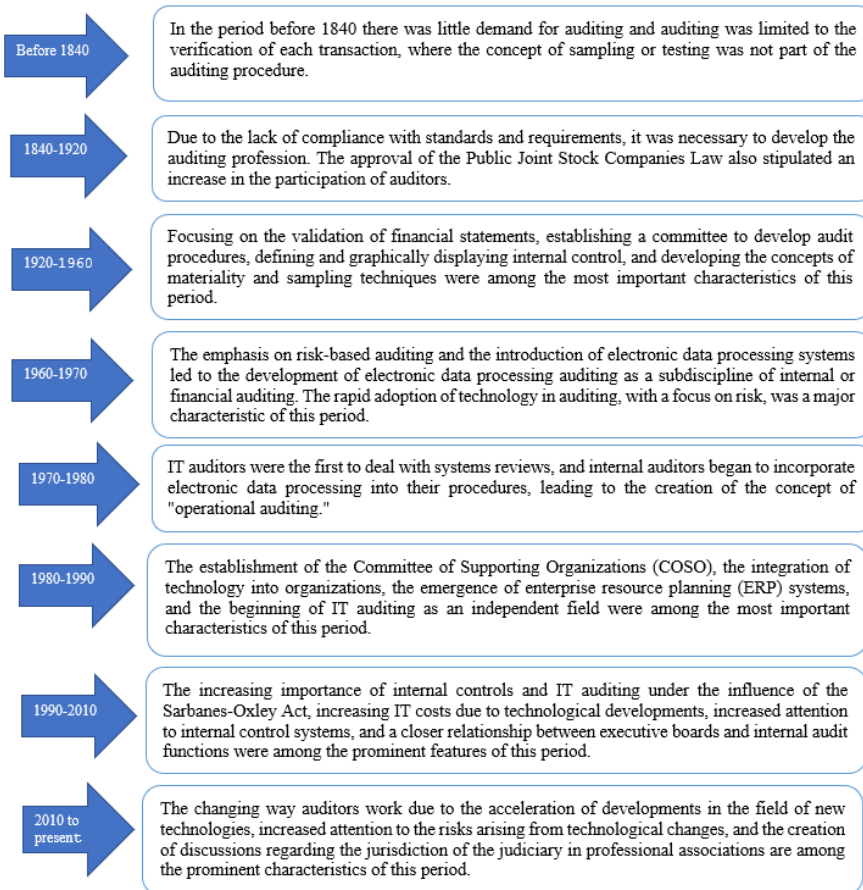 Before 1840
In the period before 1840 there was little demand for auditing and auditing was limited to the
verification of each transaction, where the concept of sampling or testing was not part of the
auditing procedure.
1840-1920
Due to the lack of compliance with standards and requirements, it was necessary to develop the
auditing profession. The approval of the Public Joint Stock Companies Law also stipulated an
increase in the participation of auditors.
1920-1960
Focusing on the validation of financial statements, establishing a committee to develop audit
procedures, defining and graphically displaying internal control, and developing the concepts of
materiality and sampling techniques were among the most important characteristics of this
period.
1960-1970
The emphasis on risk-based auditing and the introduction of electronic data processing systems
led to the development of electronic data processing auditing as a subdiscipline of internal or
financial auditing. The rapid adoption of technology in auditing, with a focus on risk, was a major
characteristic of this period.
1970-1980
IT auditors were the first to deal with systems reviews, and internal auditors began to incorporate
electronic data processing into their procedures, leading to the creation of the concept of
"operational auditing."
1980-1990
The establishment of the Committee of Supporting Organizations (COSO), the integration of
technology into organizations, the emergence of enterprise resource planning (ERP) systems,
and the beginning of IT auditing as an independent field were among the most important
characteristics of this period.
1990-2010
The increasing importance of internal controls and IT auditing under the influence of the
Sarbanes-Oxley Act, increasing IT costs due to technological developments, increased attention
to internal control systems, and a closer relationship between executive boards and internal audit
functions were among the prominent features of this period.
2010 to
present
The changing way auditors work due to the acceleration of developments in the field of new
technologies, increased attention to the risks arising from technological changes, and the creation
of discussions regarding the jurisdiction of the judiciary in professional associations are among
the prominent characteristics of this period.